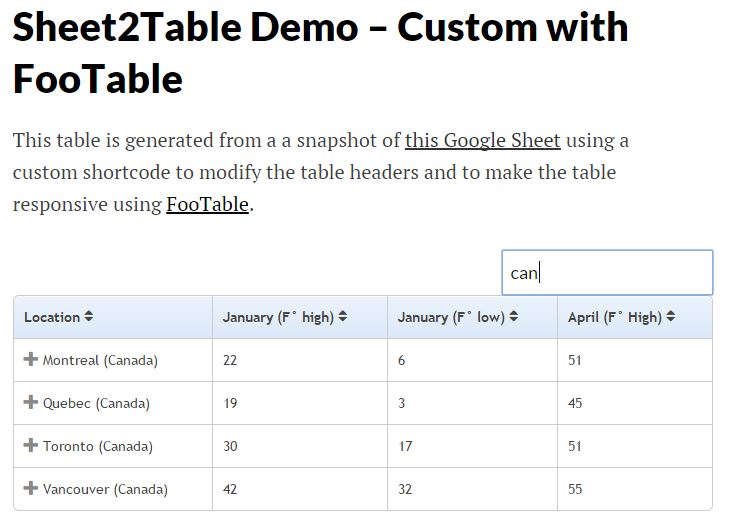 Sheet2Table Demo – Custom with
FooTable
This table is generated from a a snapshot of this Google Sheet using a
custom shortcode to modify the table headers and to make the table
responsive using FooTable.
can
Location January (F° high) January (F° low) April (F° High)
Montreal (Canada) 22 6 51
Quebec (Canada) 19 3 45
Toronto (Canada) 30 17 51
Vancouver (Canada) 42 32 55